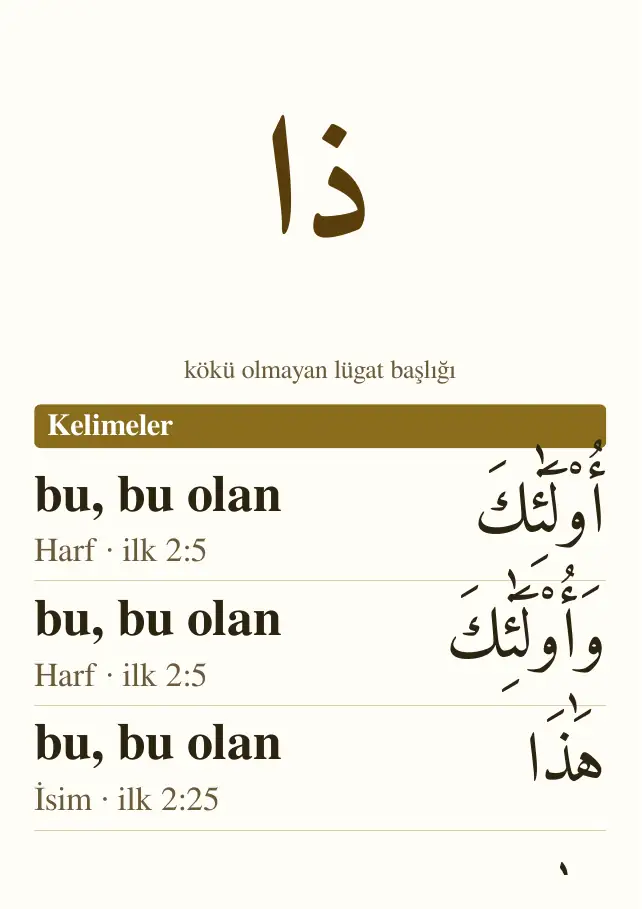 ذا
kökü olmayan lügat başlığı
Kelimeler
bu, bu olan
أُو۟لَٰٓئِكَ
Harf · ilk 2:5
bu, bu olan
وَأُو۟لَٰٓئِكَ
Harf · ilk 2:5
bu, bu olan
هَٰذَا
İsim · ilk 2:25